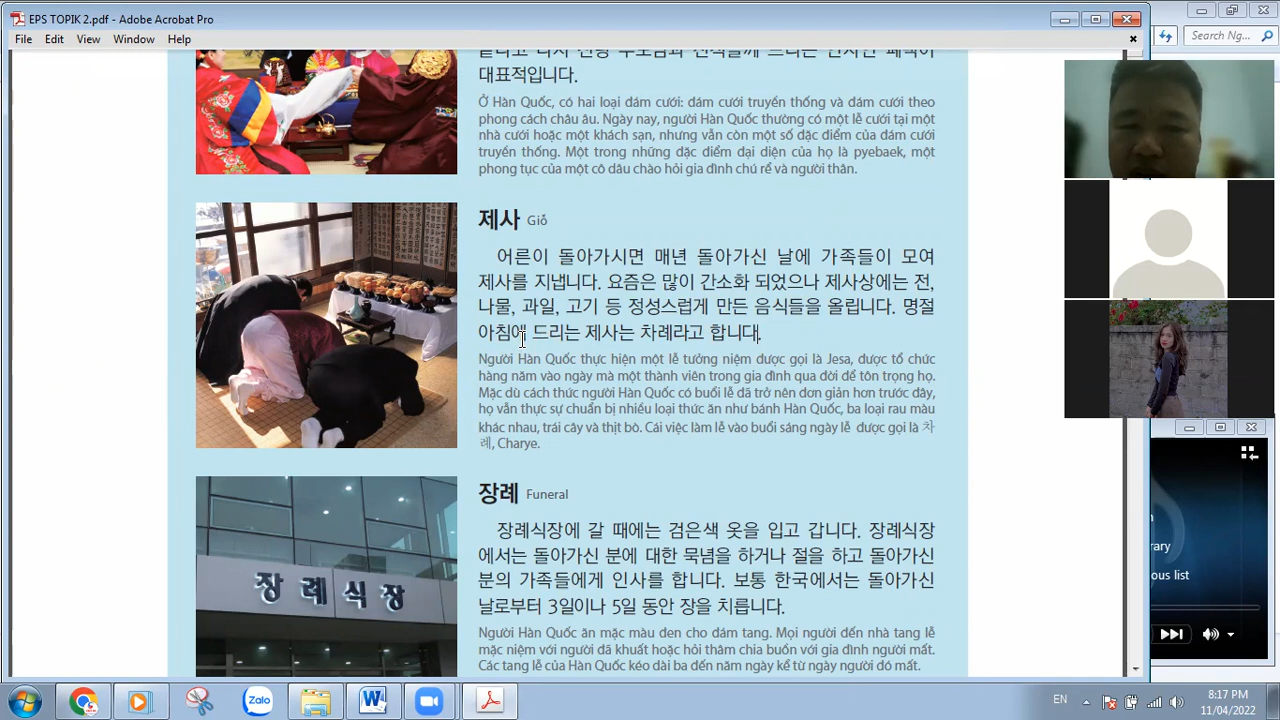 EPS TOPIK 2.pdf - Adobe Acrobat Pro
File Edit View Window Help
Search Ng...
대표적입니다.
Ở Hàn Quốc, có hai loại đám cưới: đám cưới truyền thống và đám cưới theo
phong cách châu âu. Ngày nay, người Hàn Quốc thường có một lễ cưới tại một
nhà cưới hoặc một khách sạn, nhưng vẫn còn một số đặc điểm của đám cưới
truyền thống. Một trong những đặc điểm đại diện của họ là pyebaek, một
phong tục của một cô dâu chào hỏi gia đình chú rể và người thân.
제사 Giỗ
어른이 돌아가시면 매년 돌아가신 날에 가족들이 모여
제사를 지냅니다. 요즘은 많이 간소화 되었으나 제사상에는 전,
나물, 과일, 고기 등 정성스럽게 만든 음식들을 올립니다. 명절
아침에 드리는 제사는 차례라고 합니다.
Người Hàn Quốc thực hiện một lễ tưởng niệm được gọi là Jesa, được tổ chức
hàng năm vào ngày mà một thành viên trong gia đình qua đời để tôn trọng họ.
Mặc dù cách thức người Hàn Quốc có buổi lễ đã trở nên đơn giản hơn trước đây,
họ vẫn thực sự chuẩn bị nhiều loại thức ăn như bánh Hàn Quốc, ba loại rau màu
khác nhau, trái cây và thịt bò. Cái việc làm lễ vào buổi sáng ngày lễ được gọi là 차
례, Charye.
장례 Funeral
장례식장에 갈 때에는 검은색 옷을 입고 갑니다. 장례식장
에서는 돌아가신 분에 대한 묵념을 하거나 절을 하고 돌아가신
분의 가족들에게 인사를 합니다. 보통 한국에서는 돌아가신
날로부터 3일이나 5일 동안 장을 치릅니다.
Người Hàn Quốc ăn mặc màu đen cho đám tang. Mọi người đến nhà tang lễ
mặc niệm với người đã khuất hoặc hỏi thăm chia buồn với gia đình người mất.
Các tang lễ của Hàn Quốc kéo dài ba đến năm ngày kể từ ngày người đó mất.
장례식장
rary
ous list
Zalo
EN
8:17 PM
11/04/2022